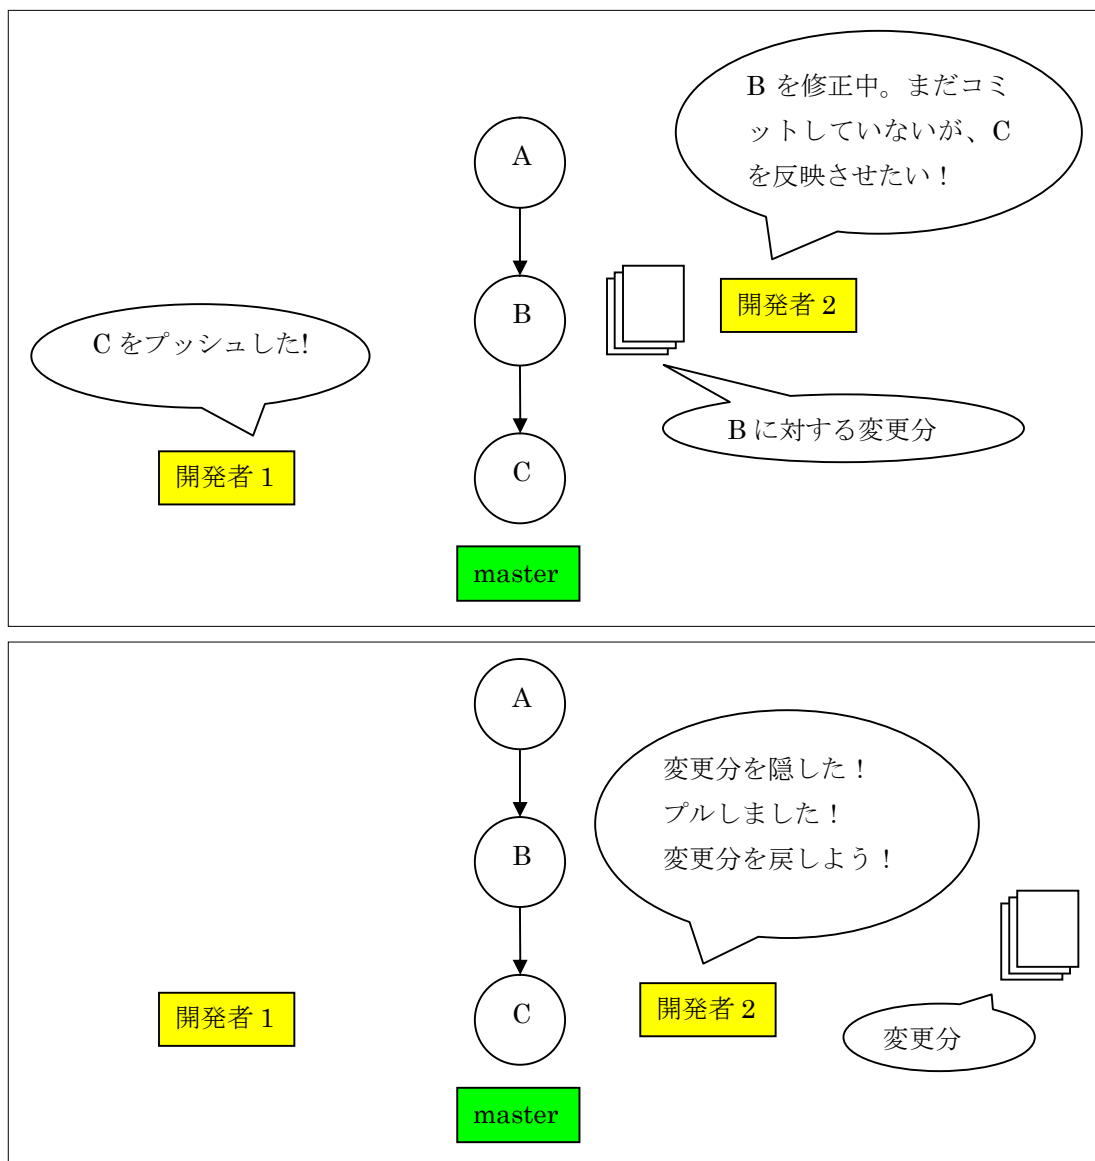 B を修正中。まだコミ
ットしていないが、C
を反映させたい！
A
B
開発者 2
C をプッシュした!
B に対する変更分
開発者 1
C
master
A
変更分を隠した！
プルしました！
変更分を戻しよう！
B
開発者 1
C
開発者 2
変更分
master